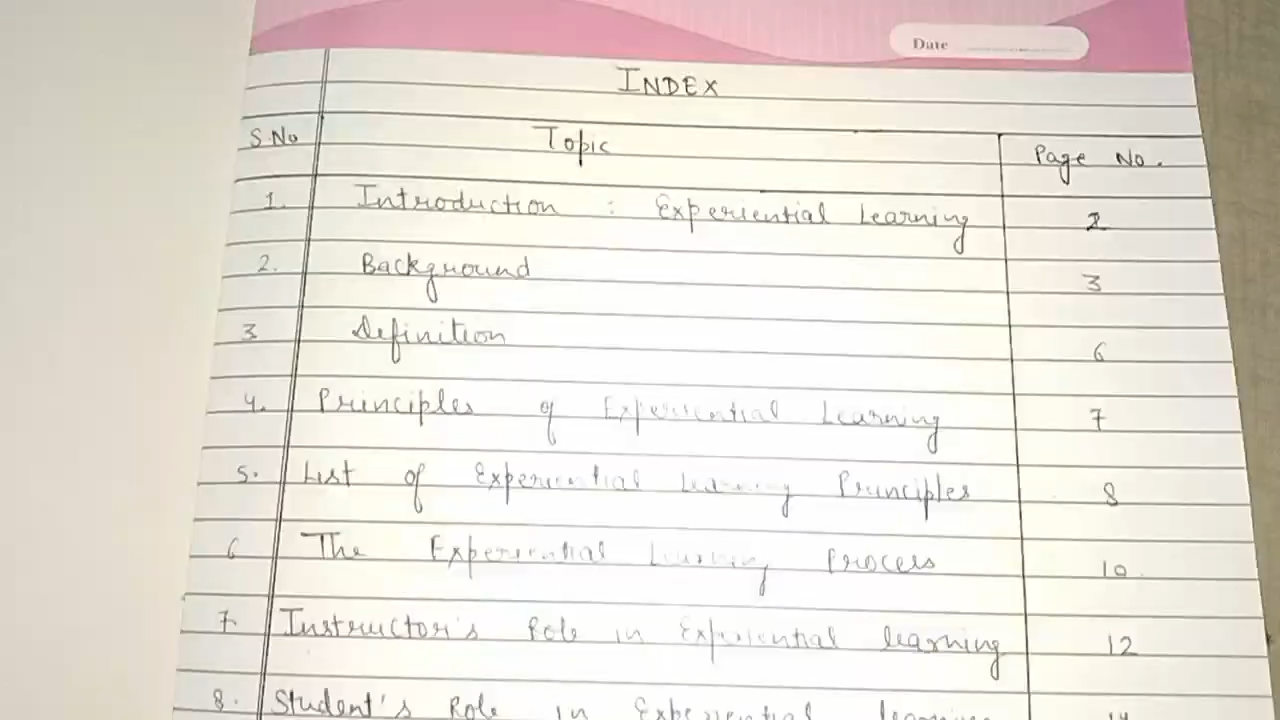 Date
INDEX
S.No Topic Page No.
1. Introduction : Experiential Learning 2
2. Background 3
3 Definition 6
4. Principles of Experiential Learning 7
5. List of Experiential Learning Principles 8
6 The Experiential Learning Process 10
7. Instructor's Role in Experiential learning 12
8. Student's Role in Experiential learning 14